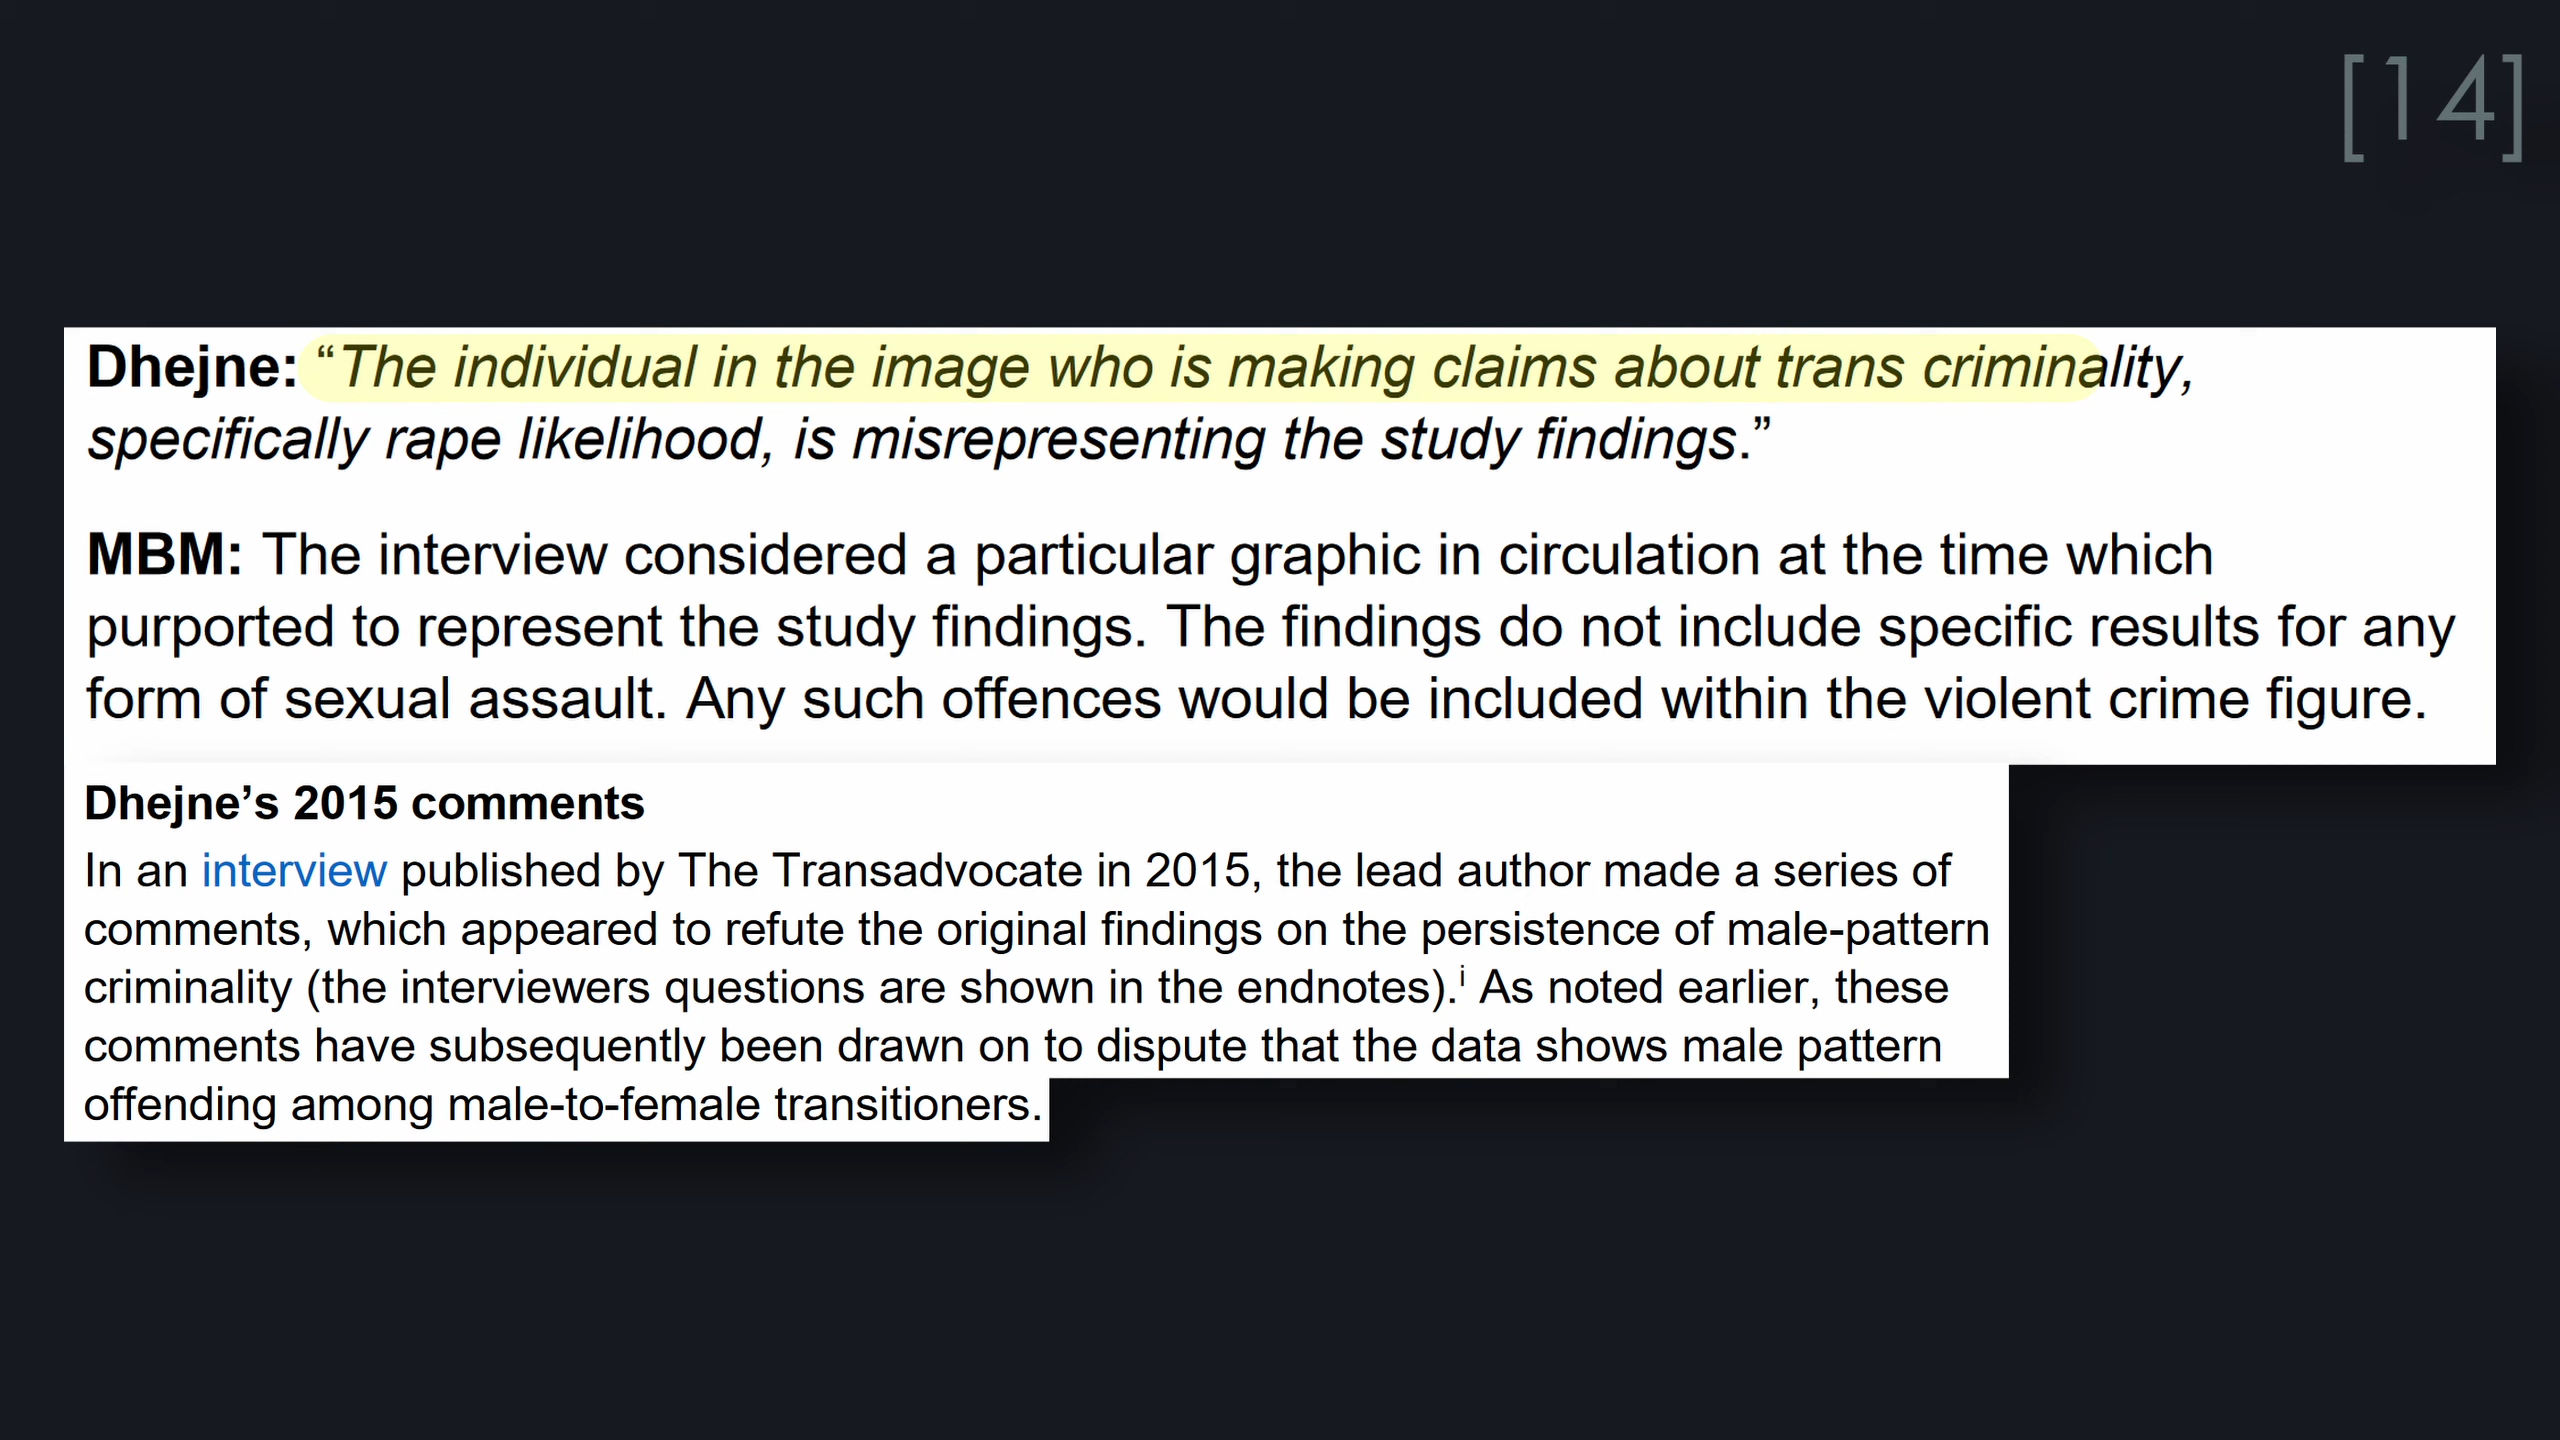 [14]
Dhejne: “The individual in the image who is making claims about trans criminality,
specifically rape likelihood, is misrepresenting the study findings.”
MBM: The interview considered a particular graphic in circulation at the time which
purported to represent the study findings. The findings do not include specific results for any
form of sexual assault. Any such offences would be included within the violent crime figure.
Dhejne’s 2015 comments
In an interview published by The Transadvocate in 2015, the lead author made a series of
comments, which appeared to refute the original findings on the persistence of male-pattern
criminality (the interviewers questions are shown in the endnotes).i As noted earlier, these
comments have subsequently been drawn on to dispute that the data shows male pattern
offending among male-to-female transitioners.